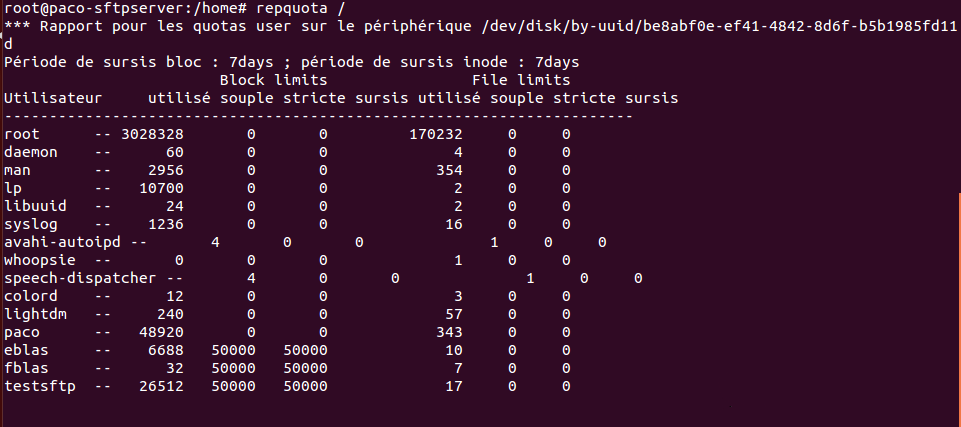 root@paco-sftpserver:/home# repquota /
*** Rapport pour les quotas user sur le périphérique /dev/disk/by-uuid/be8abf0e-ef41-4842-8d6f-b5b1985fd11
d
Période de sursis bloc : 7days ; période de sursis inode : 7days
                        Block limits                File limits
Utilisateur     utilisé souple stricte sursis utilisé souple stricte sursis
----------------------------------------------------------------------
root      -- 3028328       0       0         170232     0     0
daemon    --      60       0       0              4     0     0
man       --    2956       0       0            354     0     0
lp        --   10700       0       0              2     0     0
libuuid   --      24       0       0              2     0     0
syslog    --    1236       0       0             16     0     0
avahi-autoipd --       4       0       0              1     0     0
whoopsie  --       0       0       0              1     0     0
speech-dispatcher --       4       0       0              1     0     0
colord    --      12       0       0              3     0     0
lightdm   --     240       0       0             57     0     0
paco      --   48920       0       0            343     0     0
eblas     --    6688   50000   50000             10     0     0
fblas     --      32   50000   50000              7     0     0
testsftp  --   26512   50000   50000             17     0     0